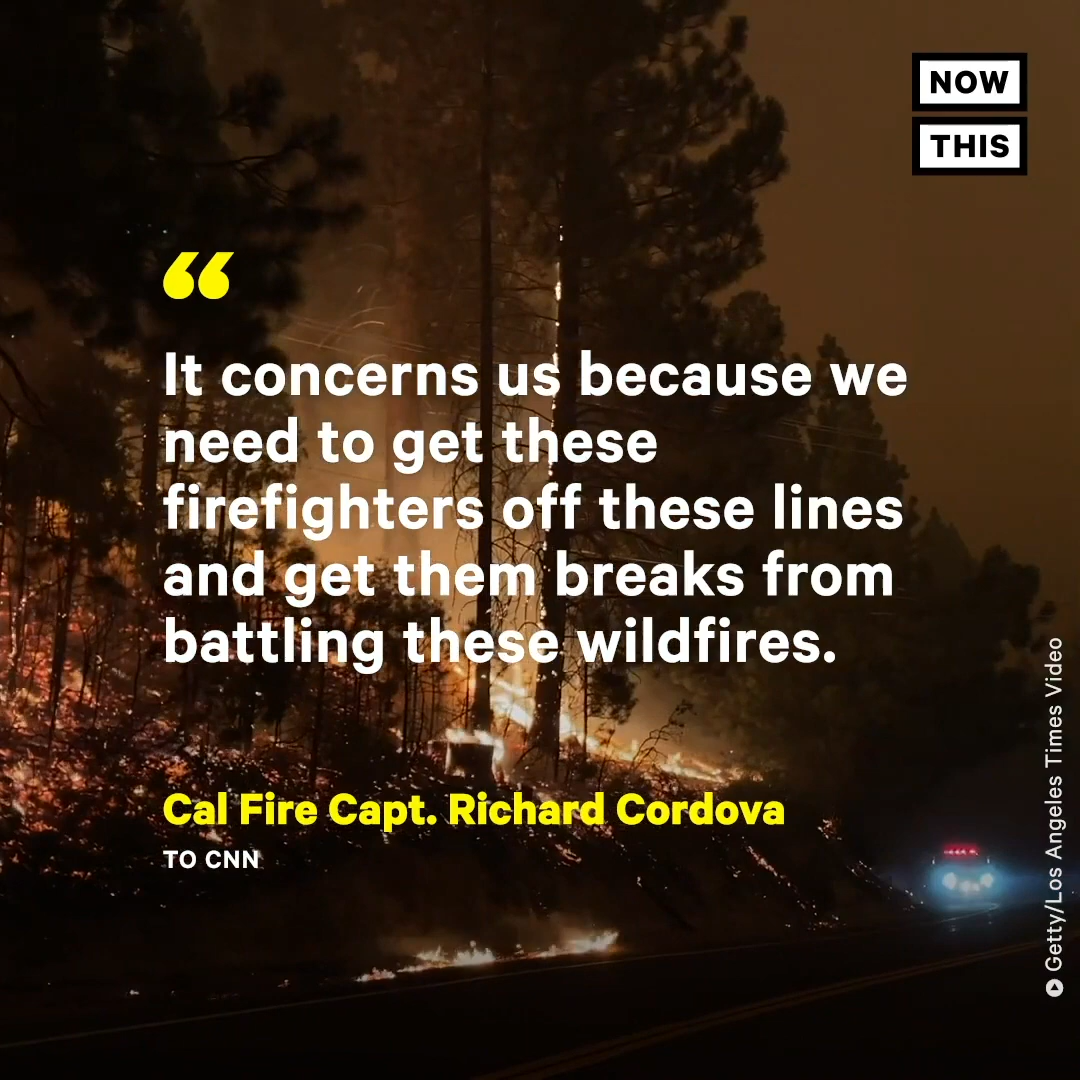 NOW
THIS
“
It concerns us because we
need to get these
firefighters off these lines
and get them breaks from
battling these wildfires.
Cal Fire Capt. Richard Cordova
TO CNN
Getty/Los Angeles Times Video